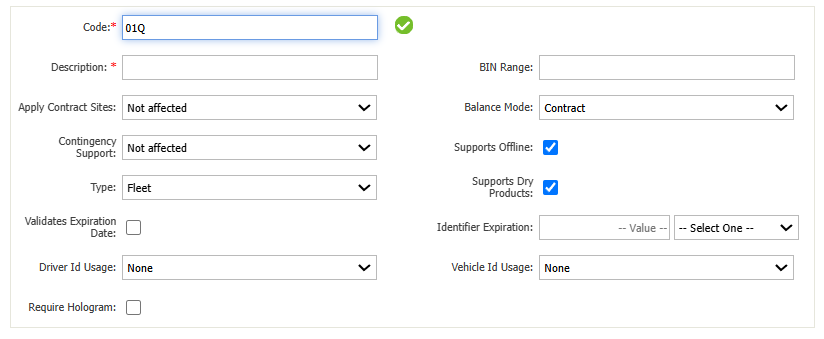 Code:* 01Q
Description: * BIN Range:
Apply Contract Sites: Not affected Balance Mode: Contract
Contingency
Support: Not affected Supports Offline:
Type: Fleet Supports Dry
Products:
Validates Expiration
Date: Identifier Expiration: -- Value -- -- Select One --
Driver Id Usage: None Vehicle Id Usage: None
Require Hologram: